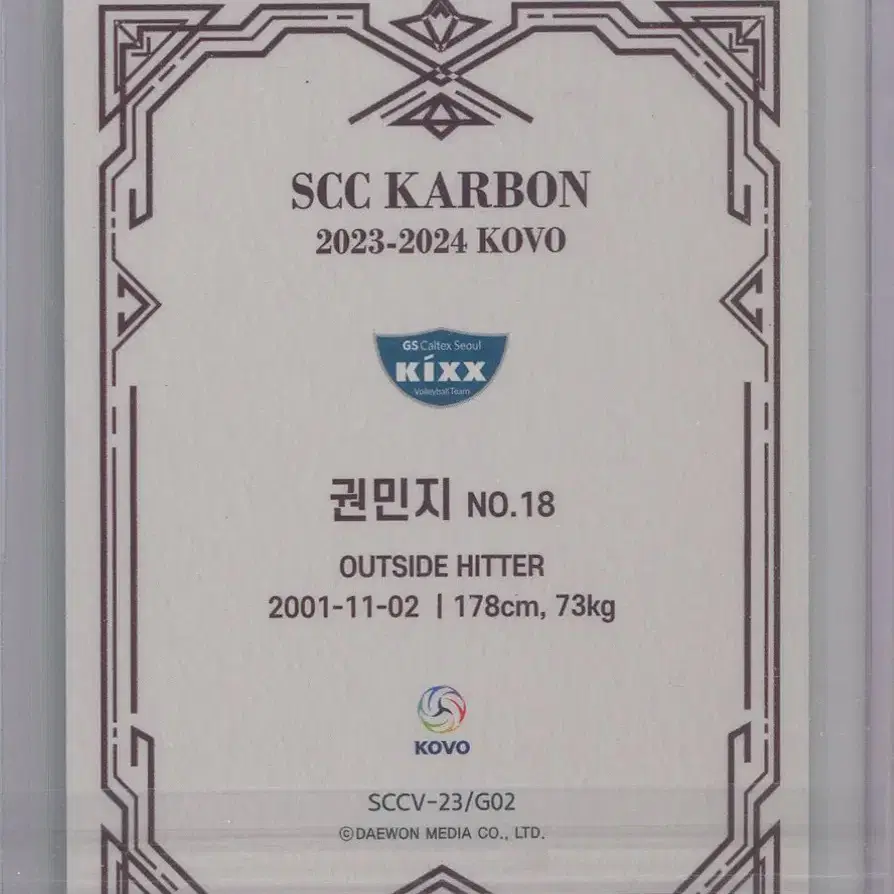 SCC KARBON
2023-2024 KOVO
GS Caltex Seoul
Kixx
Volleyball Team
권민지 NO.18
OUTSIDE HITTER
2001-11-02 | 178cm, 73kg
KOVO
SCCV-23/G02
©DAEWON MEDIA CO., LTD.